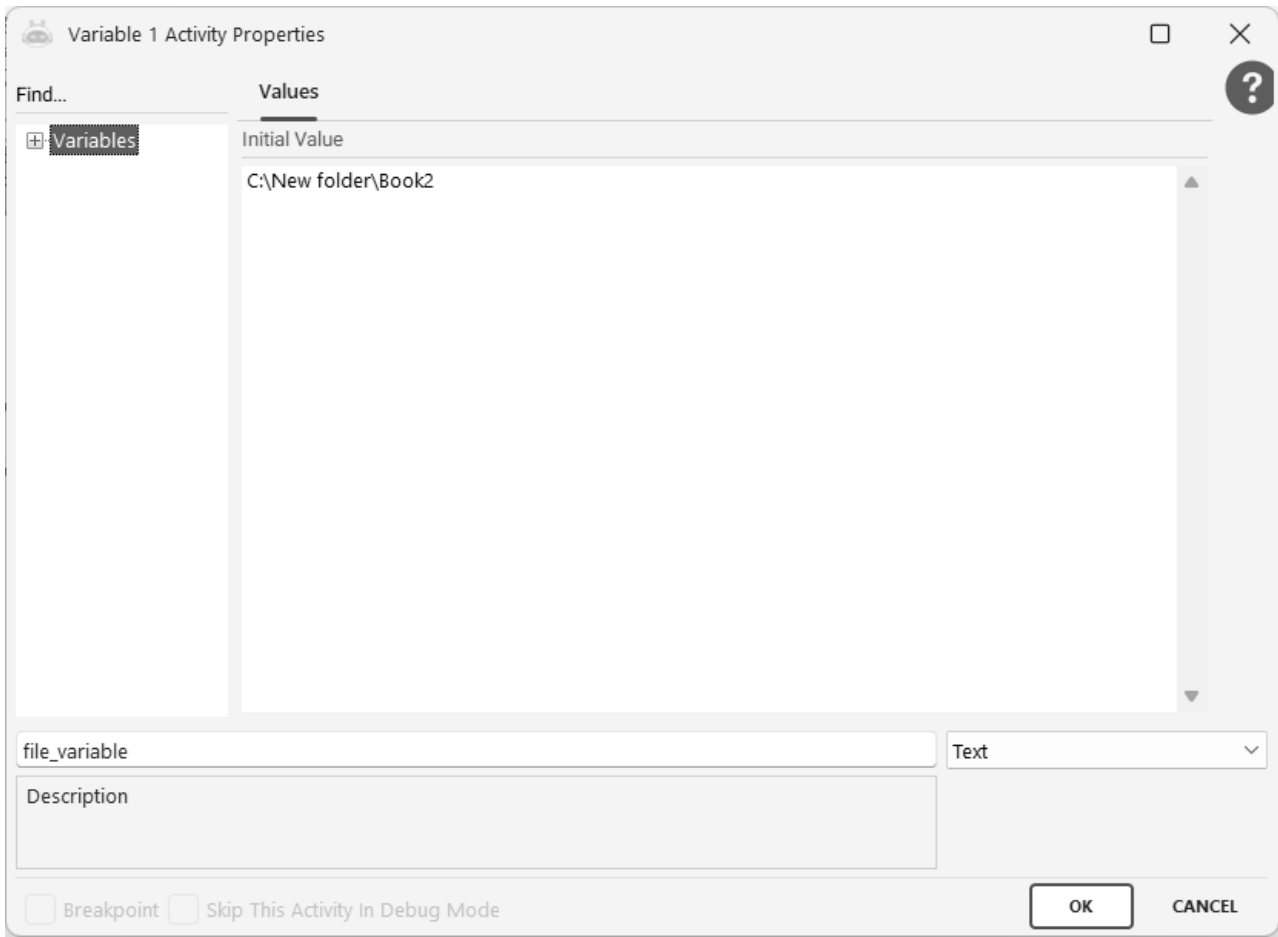 Variable 1 Activity Properties
Find...
Values
?
Variables
Initial Value
C:\New folder\Book2
file_variable
Text
Description
Breakpoint
Skip This Activity In Debug Mode
OK
CANCEL